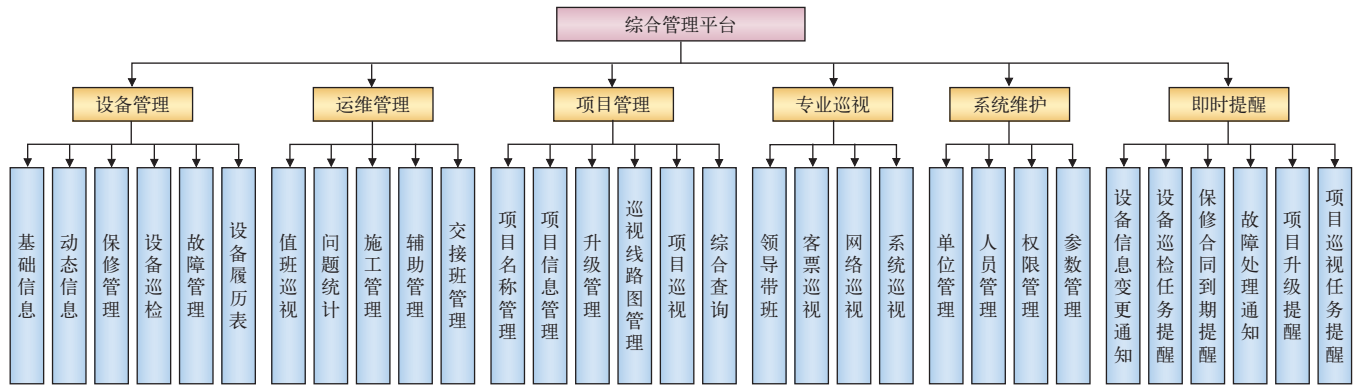 综合管理平台
设备管理
运维管理
项目管理
专业巡视
系统维护
即时提醒
基础信息
动态信息
保修管理
设备巡检
故障管理
设备履历表
值班巡视
问题统计
施工管理
辅助管理
交接班管理
项目名称管理
项目信息管理
升级管理
巡视线路图管理
项目巡视
综合查询
领导带班
客票巡视
网络巡视
系统巡视
单位管理
人员管理
权限管理
参数管理
设备信息变更通知
设备巡检任务提醒
保修合同到期提醒
故障处理通知
项目升级提醒
项目巡视任务提醒